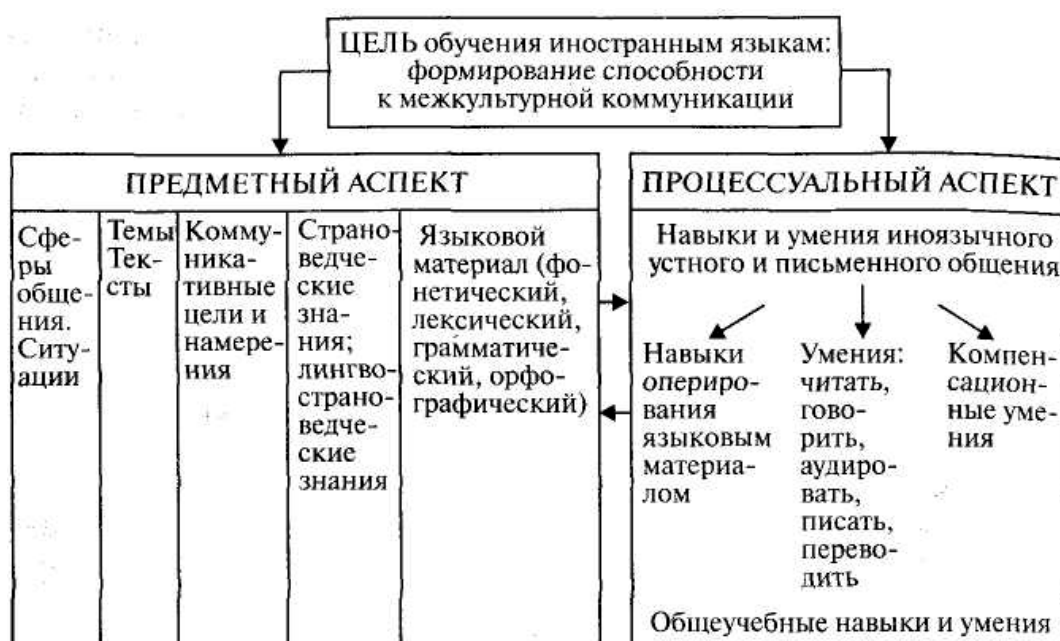 ЦЕЛЬ обучения иностранным языкам:
формирование способности
к межкультурной коммуникации
ПРЕДМЕТНЫЙ АСПЕКТ
Сфе-
ры
обще-
ния.
Ситу-
ации
Темы
Тек-
сты
Комму-
ника-
тивные
цели и
намере-
ния
Страно-
ведче-
ские
зна-
ния;
лингво-
страно-
ведче-
ские
знания
Языковой
материал (фо-
нетический,
лексический,
грамматиче-
ский, орфо-
графический)
ПРОЦЕССУАЛЬНЫЙ АСПЕКТ
Навыки и умения иноязычного
устного и письменного общения
Навыки
оперирo-
вания
языковым
материа-
лом
Умения:
читать,
гово-
рить,
аудиро-
вать,
писать,
перево-
дить
Компен-
сацион-
ные уме-
ния
Общеучебные навыки и умения